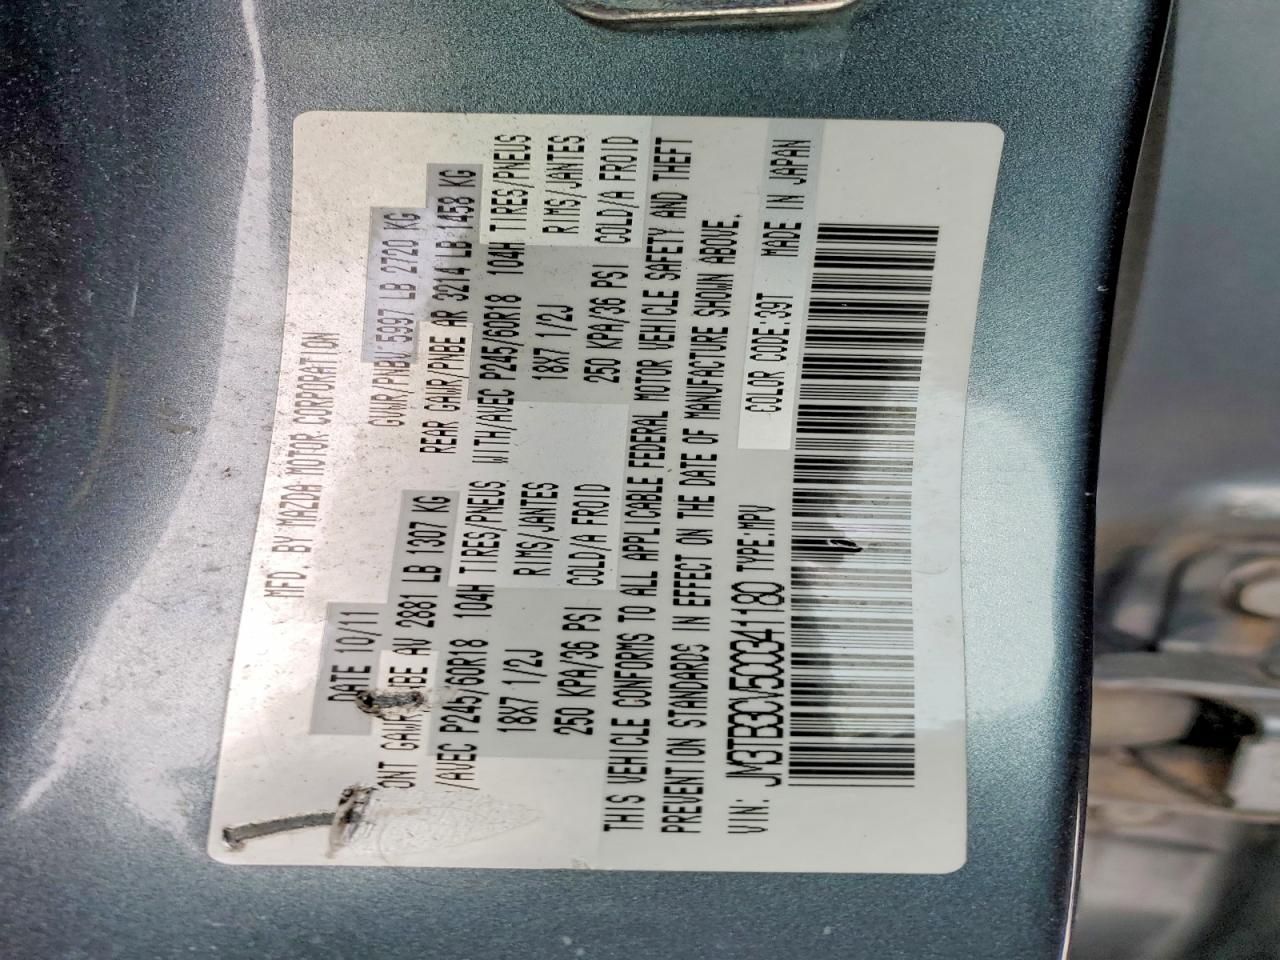 MFD. BY MAZDA MOTOR CORPORATION
DATE 10/11 GVWR/PNBV 5997 LB 2720 KG
AV 2881 LB 1307 KG REAR GAWR/PNBE AR 3214 LB 1458 KG
/AVEC P245/60R18 104H TIRES/PNEUS WITH/AVEC P245/60R18 104H TIRES/PNEUS
18X7 1/2J RIMS/JANTES 18X7 1/2J RIMS/JANTES
250 KPA/36 PSI COLD/A FROID 250 KPA/36 PSI COLD/A FROID
THIS VEHICLE CONFORMS TO ALL APPLICABLE FEDERAL MOTOR VEHICLE SAFETY AND THEFT
PREVENTION STANDARDS IN EFFECT ON THE DATE OF MANUFACTURE SHOWN ABOVE.
VIN: JM3TB3CV5C0341180 TYPE:MPV COLOR CODE:39T MADE IN JAPAN